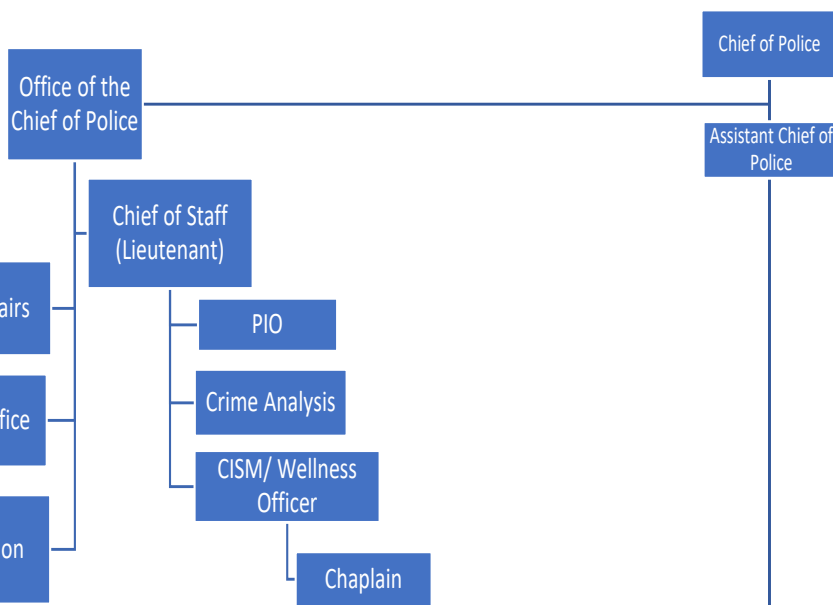 Chief of Police
Office of the
Chief of Police
Assistant Chief of
Police
Chief of Staff
(Lieutenant)
PIO
Crime Analysis
CISM/ Wellness
Officer
Chaplain